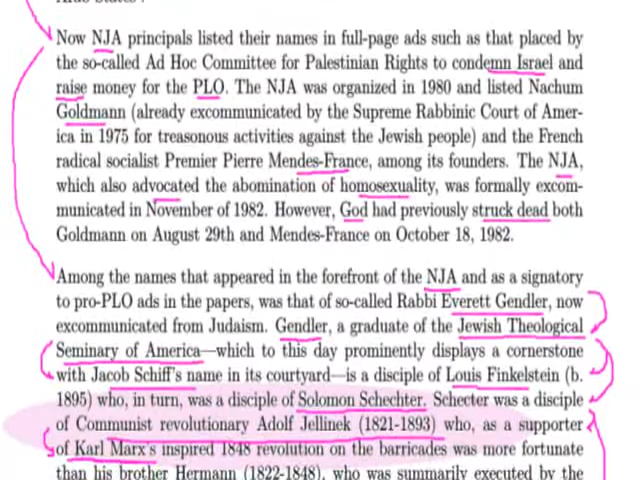 Now NJA principals listed their names in full-page ads such as that placed by
the so-called Ad Hoc Committee for Palestinian Rights to condemn Israel and
raise money for the PLO. The NJA was organized in 1980 and listed Nachum
Goldmann (already excommunicated by the Supreme Rabbinic Court of Amer-
ica in 1975 for treasonous activities against the Jewish people) and the French
radical socialist Premier Pierre Mendes-France, among its founders. The NJA,
which also advocated the abomination of homosexuality, was formally excom-
municated in November of 1982. However, God had previously struck dead both
Goldmann on August 29th and Mendes-France on October 18, 1982.
Among the names that appeared in the forefront of the NJA and as a signatory
to pro-PLO ads in the papers, was that of so-called Rabbi Everett Gendler, now
excommunicated from Judaism. Gendler, a graduate of the Jewish Theological
Seminary of America—which to this day prominently displays a cornerstone
with Jacob Schiff's name in its courtyard—is a disciple of Louis Finkelstein (b.
1895) who, in turn, was a disciple of Solomon Schechter. Schecter was a disciple
of Communist revolutionary Adolf Jellinek (1821-1893) who, as a supporter
of Karl Marx's inspired 1848 revolution on the barricades was more fortunate
than his brother Hermann (1822-1848), who was summarily executed by the